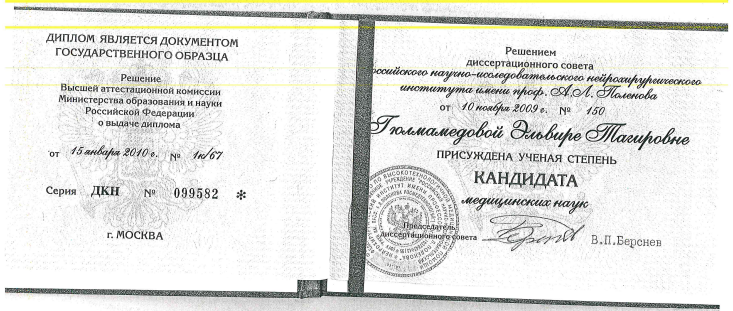 ДИПЛОМ ЯВЛЯЕТСЯ ДОКУМЕНТОМ
ГОСУДАРСТВЕННОГО ОБРАЗЦА
Решение
Высшей аттестационной комиссии
Министерства образования и науки
Российской Федерации
о выдаче диплома
от 15 января 2010 г. № 1к/67
Серия ДКН № 099582 *
г. МОСКВА
Решением
диссертационного совета
оссийского научно-исследовательского нейрохирургического
института имени проф. А.Л. Поленова
от 10 ноября 2009 г. № 150
Гюлмамедовой Эльвире Тагировне
ПРИСУЖДЕНА УЧЕНАЯ СТЕПЕНЬ
КАНДИДАТА
медицинских наук
Председатель
диссертационного совета В.П.Берснев